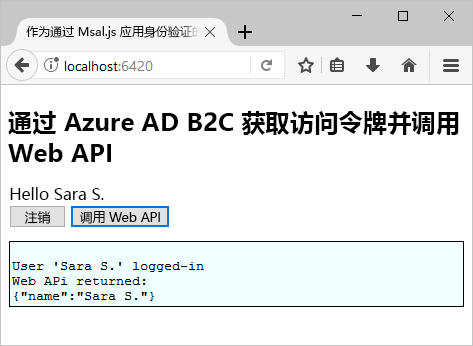 作为通过 Msal.js 应用身份验证的
localhost:6420
通过 Azure AD B2C 获取访问令牌并调用
Web API
Hello Sara S.
注销 调用 Web API
User 'Sara S.' logged-in
Web APi returned:
{"name":"Sara S."}